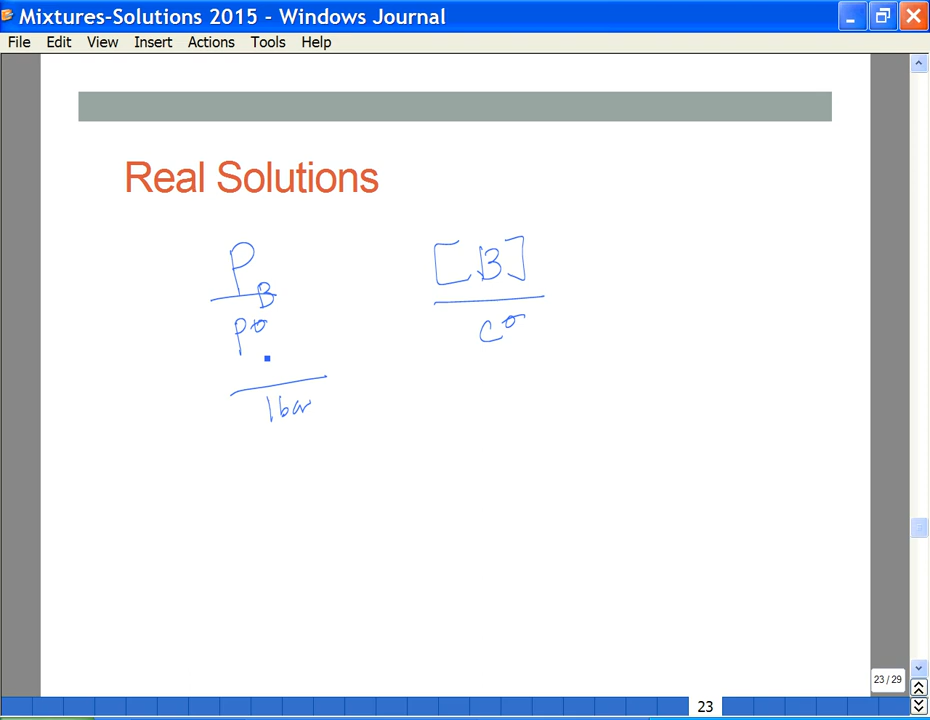 Mixtures-Solutions 2015 - Windows Journal
File Edit View Insert Actions Tools Help
Real Solutions
P_B [B]
p° c°
1bar
23 / 29
23